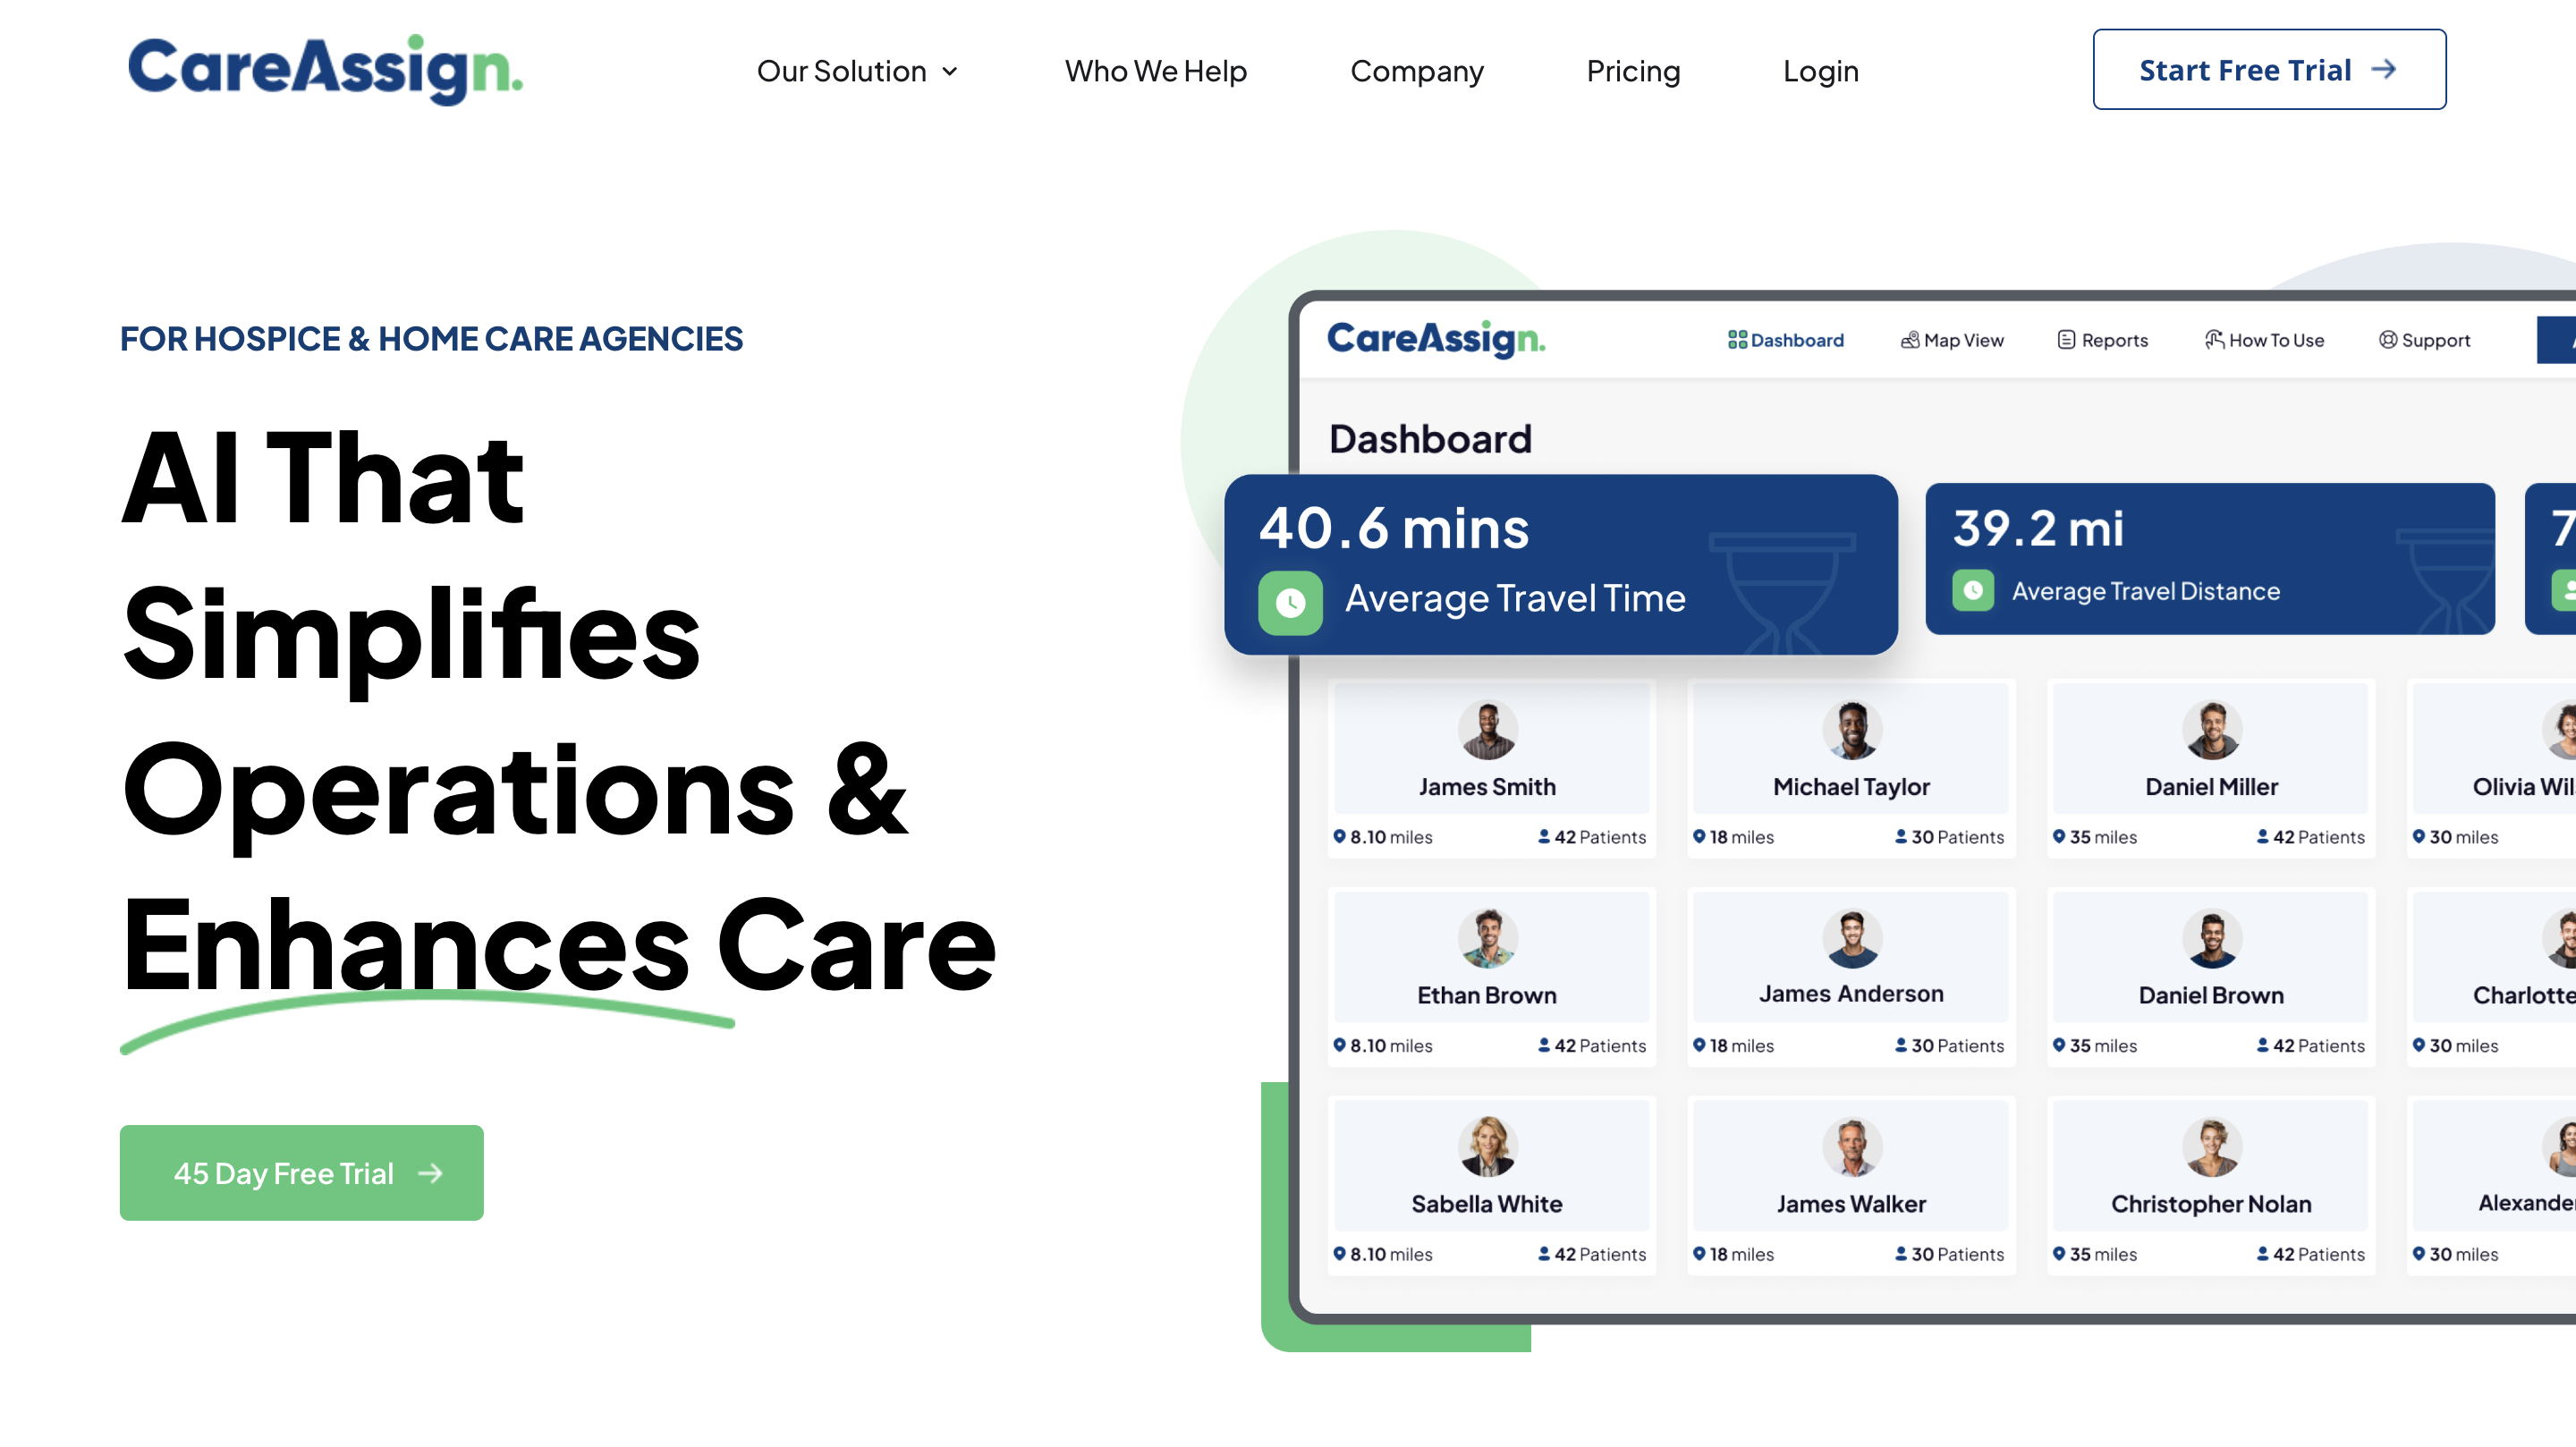 CareAssign.
Our Solution
Who We Help
Company
Pricing
Login
Start Free Trial
FOR HOSPICE & HOME CARE AGENCIES
AI That
Simplifies
Operations &
Enhances Care
45 Day Free Trial
CareAssign.
Dashboard
Map View
Reports
How To Use
Support
Dashboard
40.6 mins
Average Travel Time
39.2 mi
Average Travel Distance
7
James Smith
8.10 miles
42 Patients
Michael Taylor
18 miles
30 Patients
Daniel Miller
35 miles
42 Patients
Olivia Wil
30 miles
Ethan Brown
8.10 miles
42 Patients
James Anderson
18 miles
30 Patients
Daniel Brown
35 miles
42 Patients
Charlotte
30 miles
Sabella White
8.10 miles
42 Patients
James Walker
18 miles
30 Patients
Christopher Nolan
35 miles
42 Patients
Alexande
30 miles